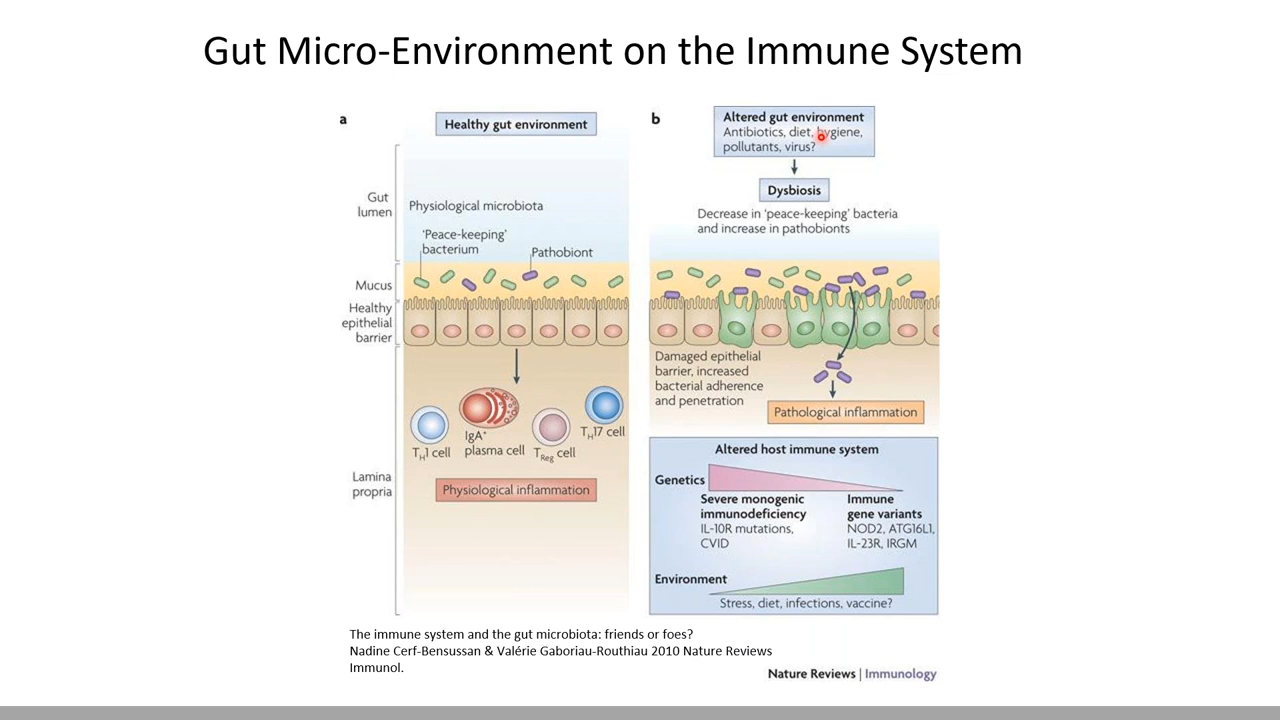 Gut Micro-Environment on the Immune System
a
Healthy gut environment
Gut
lumen
Physiological microbiota
'Peace-keeping'
bacterium
Pathobiont
Mucus
Healthy
epithelial
barrier
TH1 cell
IgA+
plasma cell
TReg cell
TH17 cell
Lamina
propria
Physiological inflammation
b
Altered gut environment
Antibiotics, diet, hygiene,
pollutants, virus?
Dysbiosis
Decrease in 'peace-keeping' bacteria
and increase in pathobionts
Damaged epithelial
barrier, increased
bacterial adherence
and penetration
Pathological inflammation
Altered host immune system
Genetics
Severe monogenic
immunodeficiency
IL-10R mutations,
CVID
Immune
gene variants
NOD2, ATG16L1,
IL-23R, IRGM
Environment
Stress, diet, infections, vaccine?
The immune system and the gut microbiota: friends or foes?
Nadine Cerf-Bensussan & Valérie Gaboriau-Routhiau 2010 Nature Reviews
Immunol.
Nature Reviews | Immunology